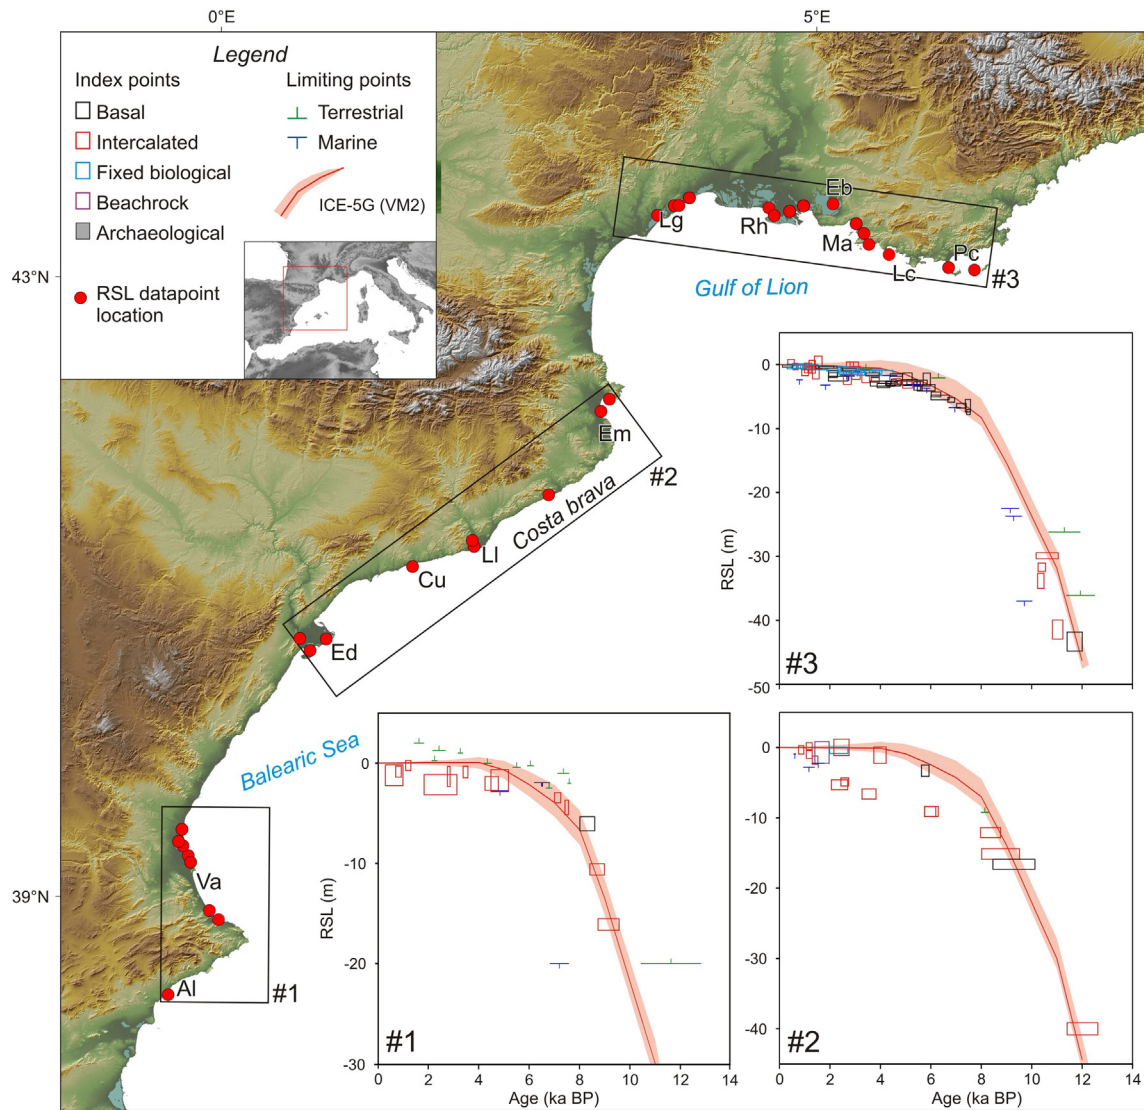 0°E
5°E
Legend
Index points
Limiting points
Basal
Terrestrial
Intercalated
Marine
Fixed biological
Beachrock
ICE-5G (VM2)
Archaeological
RSL datapoint
location
43°N
39°N
Lg
Rh
Eb
Ma
Lc
Pc
#3
Gulf of Lion
Em
#2
Costa brava
Ll
Cu
Ed
Balearic Sea
Va
Al
#1
0
-10
-20
-30
-40
-50
RSL (m)
#3
0
-10
-20
-30
RSL (m)
#1
0 2 4 6 8 10 12 14
Age (ka BP)
0
-10
-20
-30
-40
#2
0 2 4 6 8 10 12 14
Age (ka BP)